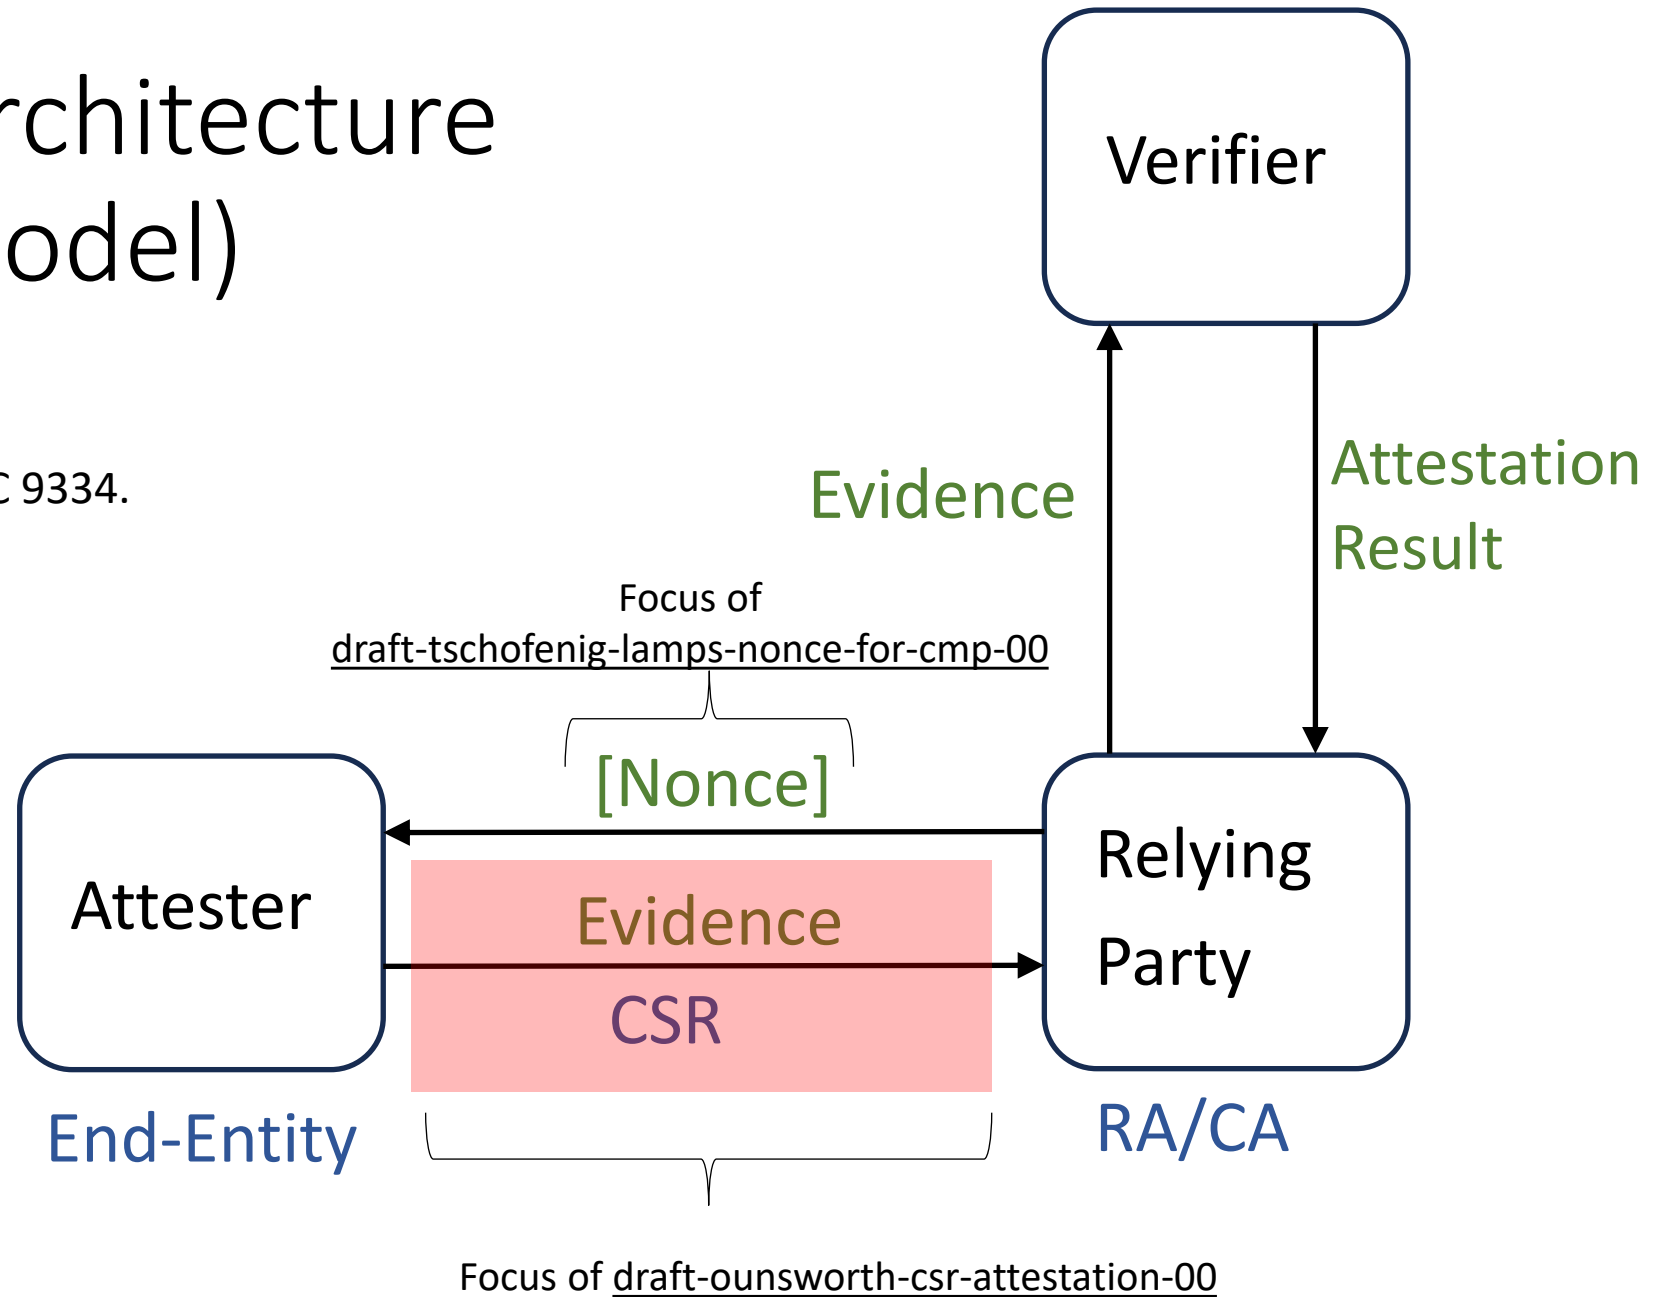 rchitecture
odel)
C 9334.
Verifier
Evidence
Attestation
Result
Focus of
draft-tschofenig-lamps-nonce-for-cmp-00
[Nonce]
Attester
Evidence
CSR
Relying
Party
End-Entity
RA/CA
Focus of draft-ounsworth-csr-attestation-00